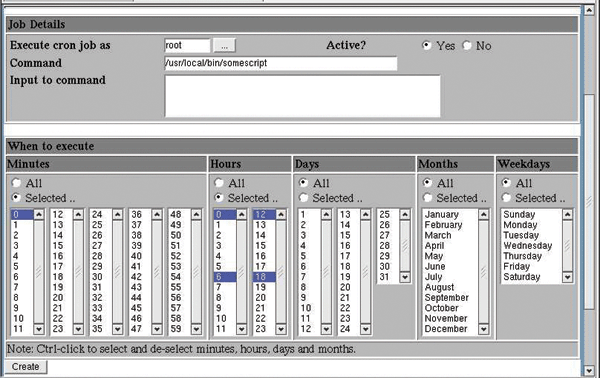 Job Details
Execute cron job as root ... Active? Yes No
Command /usr/local/bin/somescript
Input to command
When to execute
Minutes Hours Days Months Weekdays
All All All All All
Selected .. Selected .. Selected .. Selected .. Selected ..
0 12 24 36 48 0 12 1 13 25 January Sunday
1 13 25 37 49 1 13 2 14 26 February Monday
2 14 26 38 50 2 14 3 15 27 March Tuesday
3 15 27 39 51 3 15 4 16 28 April Wednesday
4 16 28 40 52 4 16 5 17 29 May Thursday
5 17 29 41 53 5 17 6 18 30 June Friday
6 18 30 42 54 6 18 7 19 31 July Saturday
7 19 31 43 55 7 19 8 20 August
8 20 32 44 56 8 20 9 21 September
9 21 33 45 57 9 21 10 22 October
10 22 34 46 58 10 22 11 23 November
11 23 35 47 59 11 23 12 24 December
Note: Ctrl-click to select and de-select minutes, hours, days and months.
Create